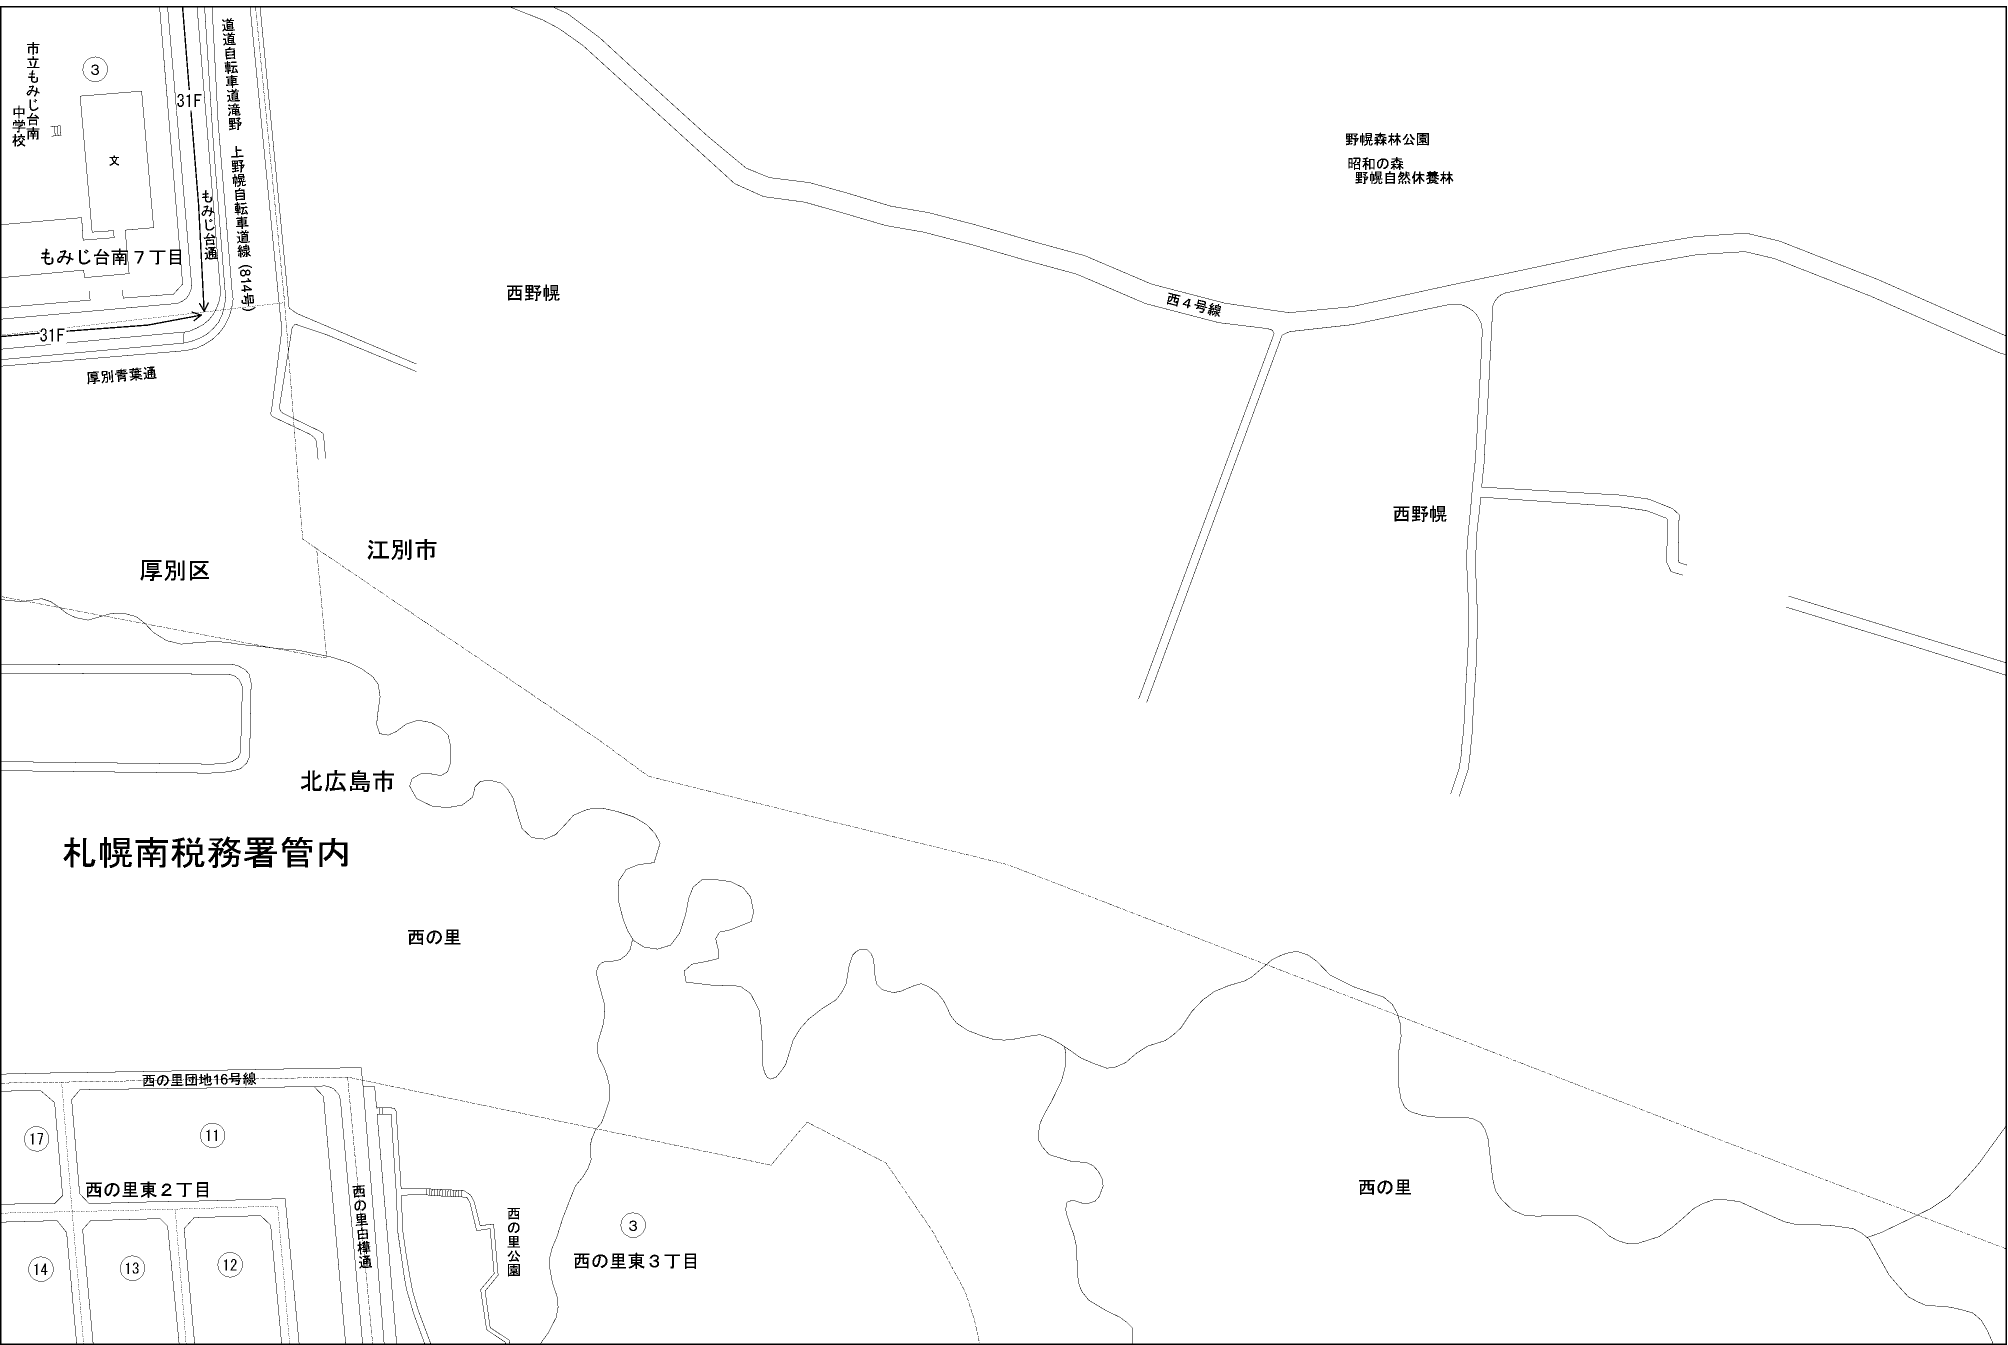 市立もみじ台南
中学校
3
31F
文
道道自転車道滝野　上野幌自転車道線(814号)
もみじ台通
もみじ台南７丁目
31F
厚別青葉通
野幌森林公園
昭和の森
野幌自然休養林
西野幌
西４号線
西野幌
江別市
厚別区
北広島市
札幌南税務署管内
西の里
西の里団地16号線
17
11
西の里東２丁目
西の里白樺通
西の里公園
3
西の里東３丁目
西の里
14
13
12